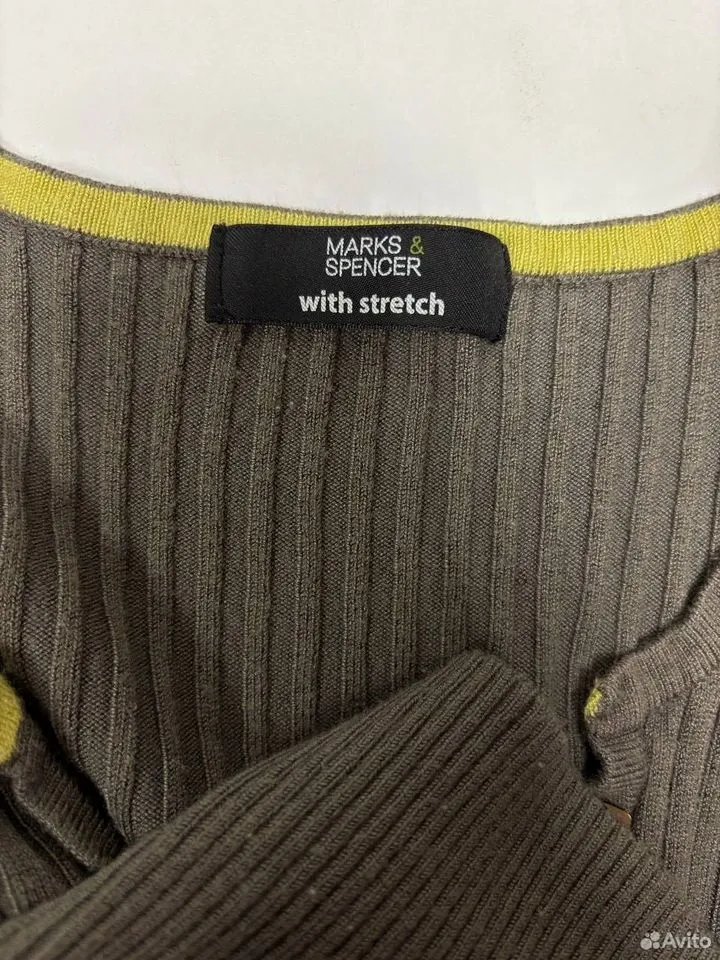 MARKS &
SPENCER
with stretch
Avito